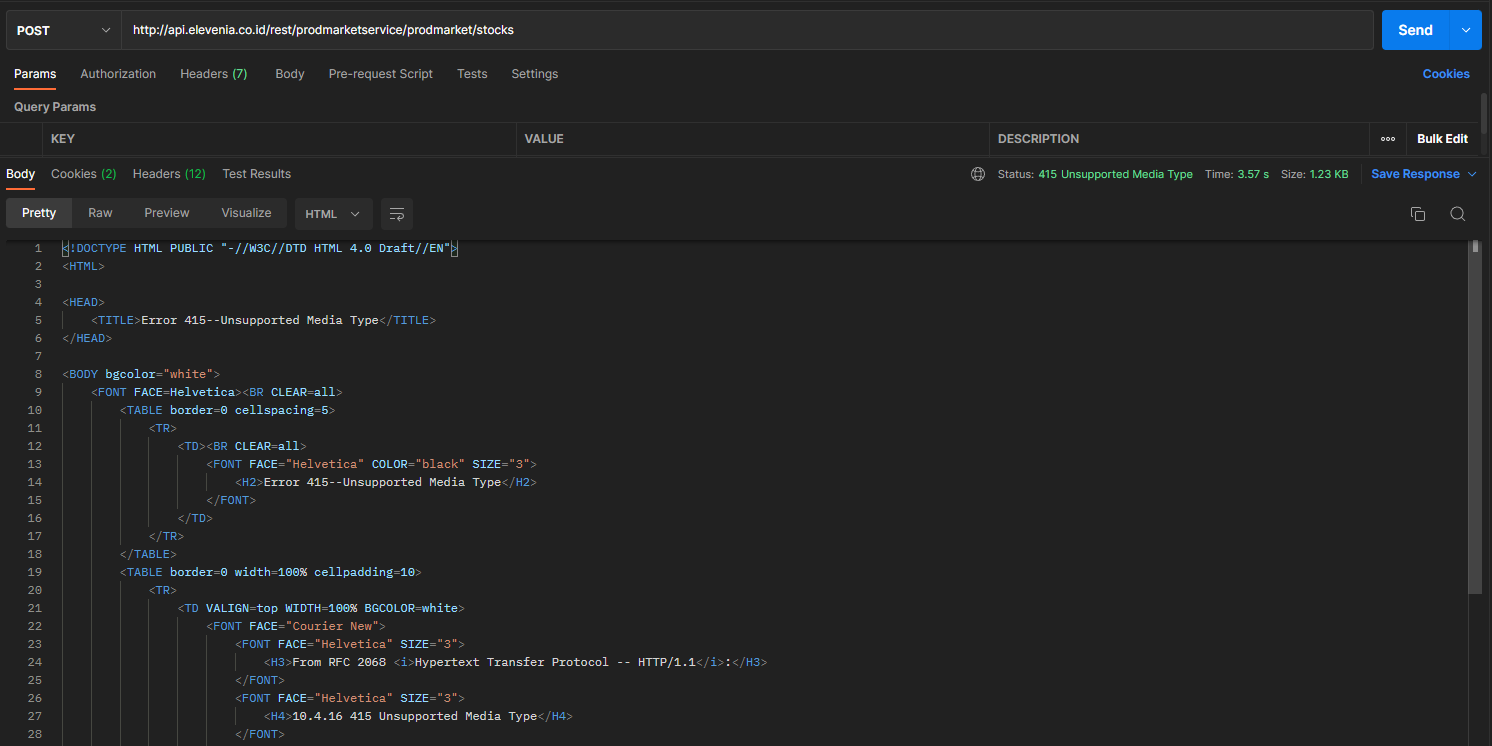 POST http://api.elevenia.co.id/rest/prodmarketservice/prodmarket/stocks Send
Params Authorization Headers (7) Body Pre-request Script Tests Settings Cookies
Query Params
KEY VALUE DESCRIPTION ooo Bulk Edit
Body Cookies (2) Headers (12) Test Results Status: 415 Unsupported Media Type Time: 3.57 s Size: 1.23 KB Save Response
Pretty Raw Preview Visualize HTML
1 <!DOCTYPE HTML PUBLIC "-//W3C//DTD HTML 4.0 Draft//EN">
2 <HTML>
3
4 <HEAD>
5 <TITLE>Error 415--Unsupported Media Type</TITLE>
6 </HEAD>
7
8 <BODY bgcolor="white">
9 <FONT FACE=Helvetica><BR CLEAR=all>
10 <TABLE border=0 cellspacing=5>
11 <TR>
12 <TD><BR CLEAR=all>
13 <FONT FACE="Helvetica" COLOR="black" SIZE="3">
14 <H2>Error 415--Unsupported Media Type</H2>
15 </FONT>
16 </TD>
17 </TR>
18 </TABLE>
19 <TABLE border=0 width=100% cellpadding=10>
20 <TR>
21 <TD VALIGN=top WIDTH=100% BGCOLOR=white>
22 <FONT FACE="Courier New">
23 <FONT FACE="Helvetica" SIZE="3">
24 <H3>From RFC 2068 <i>Hypertext Transfer Protocol -- HTTP/1.1</i>:</H3>
25 </FONT>
26 <FONT FACE="Helvetica" SIZE="3">
27 <H4>10.4.16 415 Unsupported Media Type</H4>
28 </FONT>